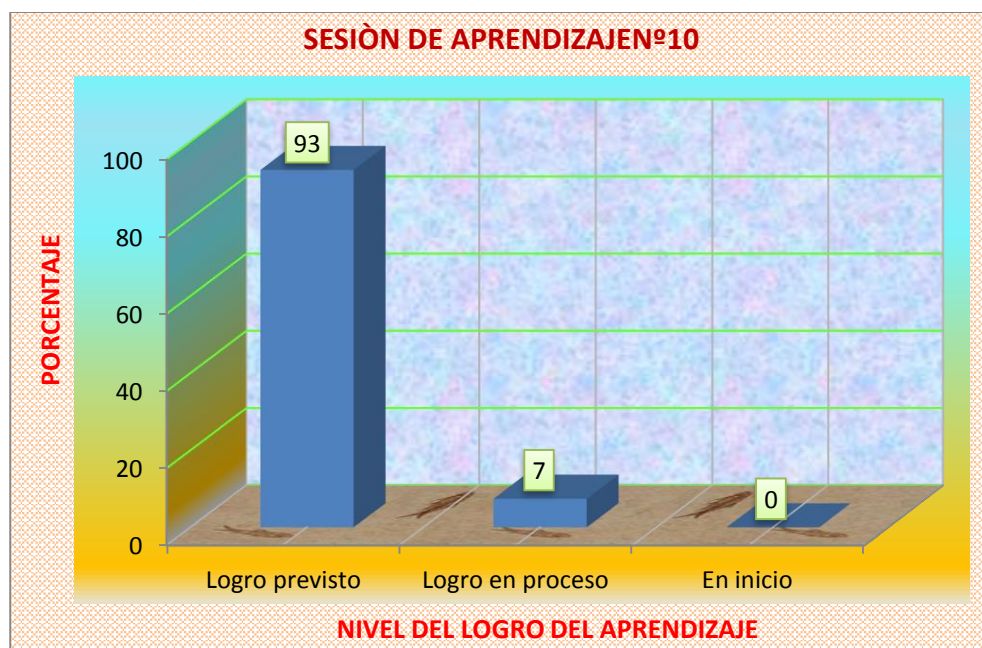 SESIÒN DE APRENDIZAJENº10
PORCENTAJE
100
80
60
40
20
0
93
7
0
Logro previsto Logro en proceso En inicio
NIVEL DEL LOGRO DEL APRENDIZAJE